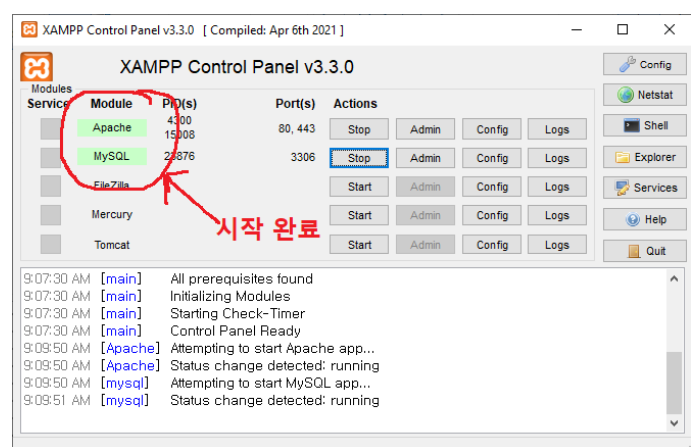 XAMPP Control Panel v3.3.0 [ Compiled: Apr 6th 2021 ]
XAMPP Control Panel v3.3.0
Config
Modules
Service Module PID(s) Port(s) Actions
Netstat
Apache 4300 15008 80, 443 Stop Admin Config Logs
Shell
MySQL 23876 3306 Stop Admin Config Logs
Explorer
FileZilla Start Admin Config Logs
Services
Mercury Start Admin Config Logs
Help
시작 완료
Tomcat Start Admin Config Logs
Quit
9:07:30 AM [main] All prerequisites found
9:07:30 AM [main] Initializing Modules
9:07:30 AM [main] Starting Check-Timer
9:07:30 AM [main] Control Panel Ready
9:09:50 AM [Apache] Attempting to start Apache app...
9:09:50 AM [Apache] Status change detected: running
9:09:50 AM [mysql] Attempting to start MySQL app...
9:09:51 AM [mysql] Status change detected: running